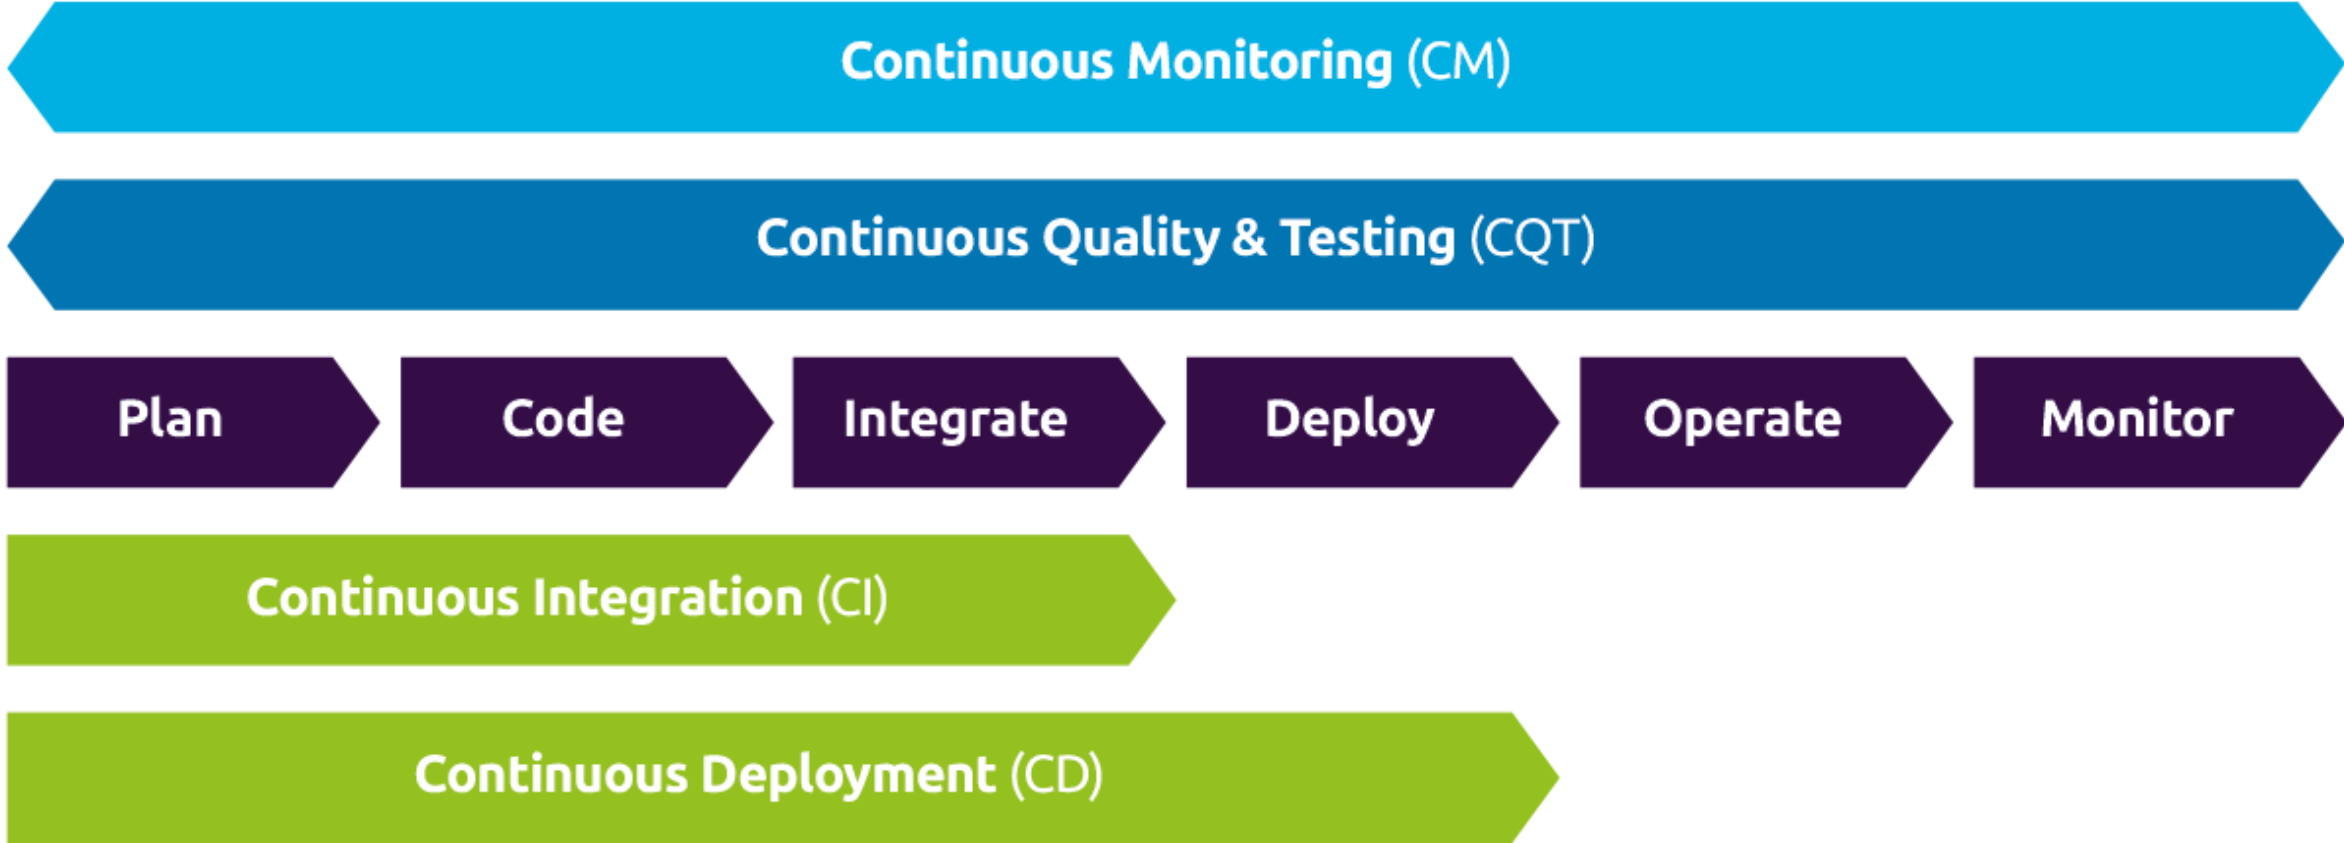 Continuous Monitoring (CM)
Continuous Quality & Testing (CQT)
Plan
Code
Integrate
Deploy
Operate
Monitor
Continuous Integration (CI)
Continuous Deployment (CD)